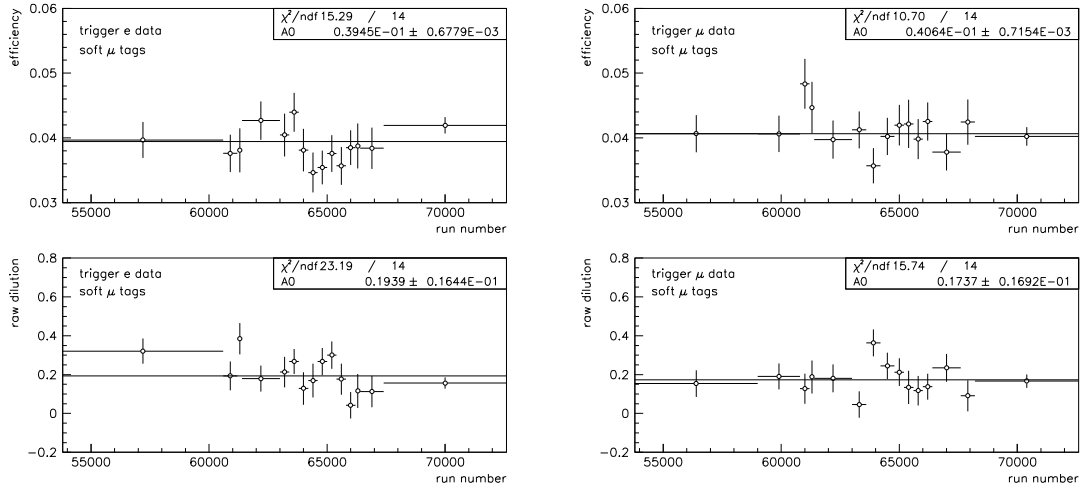 0.06
0.05
0.04
0.03
efficiency
trigger e data
soft μ tags
χ²/ndf 15.29 / 14
A0 0.3945E-01 ± 0.6779E-03
55000 60000 65000 70000
run number
0.06
0.05
0.04
0.03
efficiency
trigger μ data
soft μ tags
χ²/ndf 10.70 / 14
A0 0.4064E-01 ± 0.7154E-03
55000 60000 65000 70000
run number
0.8
0.6
0.4
0.2
0
-0.2
raw dilution
trigger e data
soft μ tags
χ²/ndf 23.19 / 14
A0 0.1939 ± 0.1644E-01
55000 60000 65000 70000
run number
0.8
0.6
0.4
0.2
0
-0.2
raw dilution
trigger μ data
soft μ tags
χ²/ndf 15.74 / 14
A0 0.1737 ± 0.1692E-01
55000 60000 65000 70000
run number